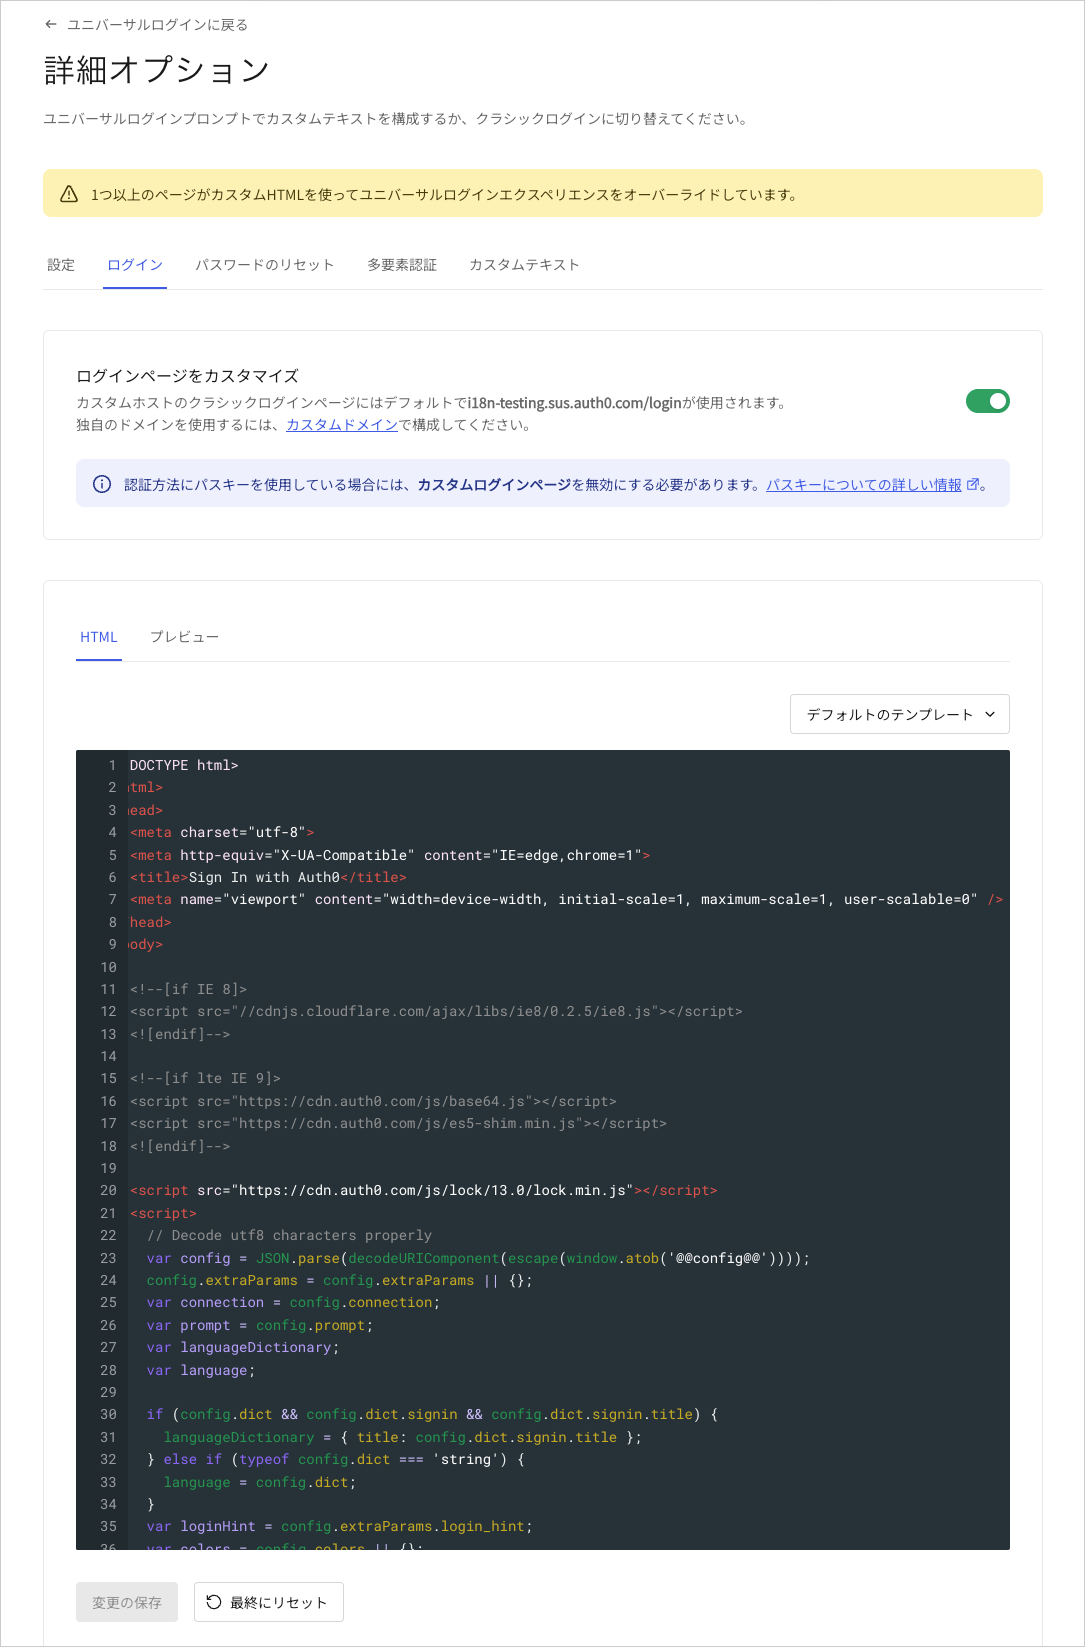 ユニバーサルログインに戻る
詳細オプション
ユニバーサルログインプロンプトでカスタムテキストを構成するか、クラシックログインに切り替えてください。
1つ以上のページがカスタムHTMLを使ってユニバーサルログインエクスペリエンスをオーバーライドしています。
設定 ログイン パスワードのリセット 多要素認証 カスタムテキスト
ログインページをカスタマイズ
カスタムホストのクラシックログインページにはデフォルトでi18n-testing.sus.auth0.com/loginが使用されます。
独自のドメインを使用するには、カスタムドメインで構成してください。
認証方法にパスキーを使用している場合には、カスタムログインページを無効にする必要があります。パスキーについての詳しい情報 。
HTML プレビュー
デフォルトのテンプレート
1 DOCTYPE html>
2 html>
3 head>
4 <meta charset="utf-8">
5 <meta http-equiv="X-UA-Compatible" content="IE=edge,chrome=1">
6 <title>Sign In with Auth0</title>
7 <meta name="viewport" content="width=device-width, initial-scale=1, maximum-scale=1, user-scalable=0" />
8 /head>
9 body>
10
11 <!--[if IE 8]>
12 <script src="//cdnjs.cloudflare.com/ajax/libs/ie8/0.2.5/ie8.js"></script>
13 <![endif]-->
14
15 <!--[if lte IE 9]>
16 <script src="https://cdn.auth0.com/js/base64.js"></script>
17 <script src="https://cdn.auth0.com/js/es5-shim.min.js"></script>
18 <![endif]-->
19
20 <script src="https://cdn.auth0.com/js/lock/13.0/lock.min.js"></script>
21 <script>
22 // Decode utf8 characters properly
23 var config = JSON.parse(decodeURIComponent(escape(window.atob('@@config@@'))));
24 config.extraParams = config.extraParams || {};
25 var connection = config.connection;
26 var prompt = config.prompt;
27 var languageDictionary;
28 var language;
29
30 if (config.dict && config.dict.signin && config.dict.signin.title) {
31 languageDictionary = { title: config.dict.signin.title };
32 } else if (typeof config.dict === 'string') {
33 language = config.dict;
34 }
35 var loginHint = config.extraParams.login_hint;
36 var colors = config.colors || {};
変更の保存 最終にリセット